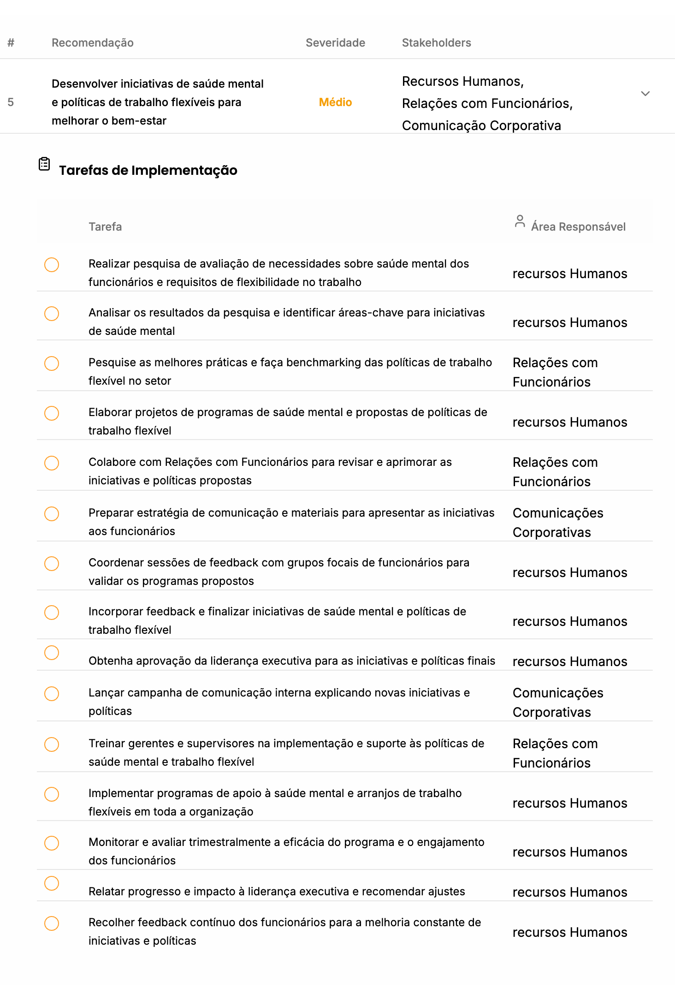 # Recomendação Severidade Stakeholders
Desenvolver iniciativas de saúde mental
e políticas de trabalho flexíveis para
melhorar o bem-estar
5
Médio
Recursos Humanos,
Relações com Funcionários,
Comunicação Corporativa
Tarefas de Implementação
Tarefa Área Responsável
Realizar pesquisa de avaliação de necessidades sobre saúde mental dos
funcionários e requisitos de flexibilidade no trabalho
recursos Humanos
Analisar os resultados da pesquisa e identificar áreas-chave para iniciativas
de saúde mental
recursos Humanos
Pesquise as melhores práticas e faça benchmarking das políticas de trabalho
flexível no setor
Relações com
Funcionários
Elaborar projetos de programas de saúde mental e propostas de políticas de
trabalho flexível
recursos Humanos
Colabore com Relações com Funcionários para revisar e aprimorar as
iniciativas e políticas propostas
Relações com
Funcionários
Preparar estratégia de comunicação e materiais para apresentar as iniciativas
aos funcionários
Comunicações
Corporativas
Coordenar sessões de feedback com grupos focais de funcionários para
validar os programas propostos
recursos Humanos
Incorporar feedback e finalizar iniciativas de saúde mental e políticas de
trabalho flexível
recursos Humanos
Obtenha aprovação da liderança executiva para as iniciativas e políticas finais
recursos Humanos
Lançar campanha de comunicação interna explicando novas iniciativas e
políticas
Comunicações
Corporativas
Treinar gerentes e supervisores na implementação e suporte às políticas de
saúde mental e trabalho flexível
Relações com
Funcionários
Implementar programas de apoio à saúde mental e arranjos de trabalho
flexíveis em toda a organização
recursos Humanos
Monitorar e avaliar trimestralmente a eficácia do programa e o engajamento
dos funcionários
recursos Humanos
Relatar progresso e impacto à liderança executiva e recomendar ajustes
recursos Humanos
Recolher feedback contínuo dos funcionários para a melhoria constante de
iniciativas e políticas
recursos Humanos